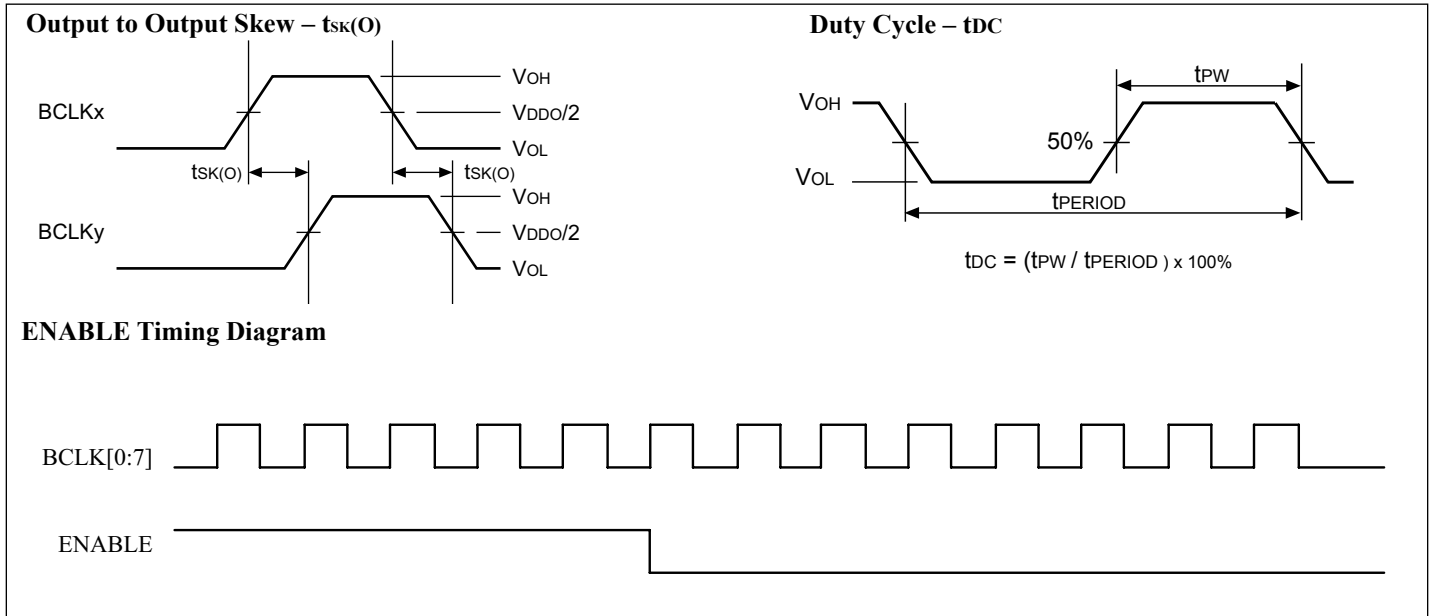 Output to Output Skew – tSK(O)
BCLKx
VOH
VDDO/2
VOL
tSK(O)
tSK(O)
BCLKy
VOH
VDDO/2
VOL
Duty Cycle – tDC
VOH
tPW
50%
VOL
tPERIOD
tDC = (tPW / tPERIOD ) x 100%
ENABLE Timing Diagram
BCLK[0:7]
ENABLE